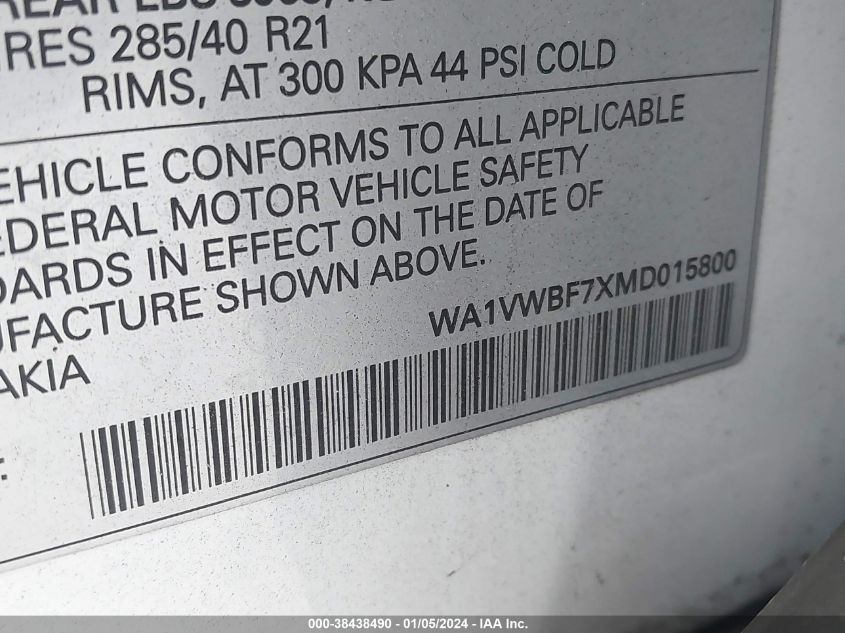 REAR
IRES 285/40 R21
RIMS, AT 300 KPA 44 PSI COLD
EHICLE CONFORMS TO ALL APPLICABLE
EDERAL MOTOR VEHICLE SAFETY
DARDS IN EFFECT ON THE DATE OF
UFACTURE SHOWN ABOVE.
WA1VWBF7XMD015800
AKIA
000-38438490 - 01/05/2024 - IAA Inc.